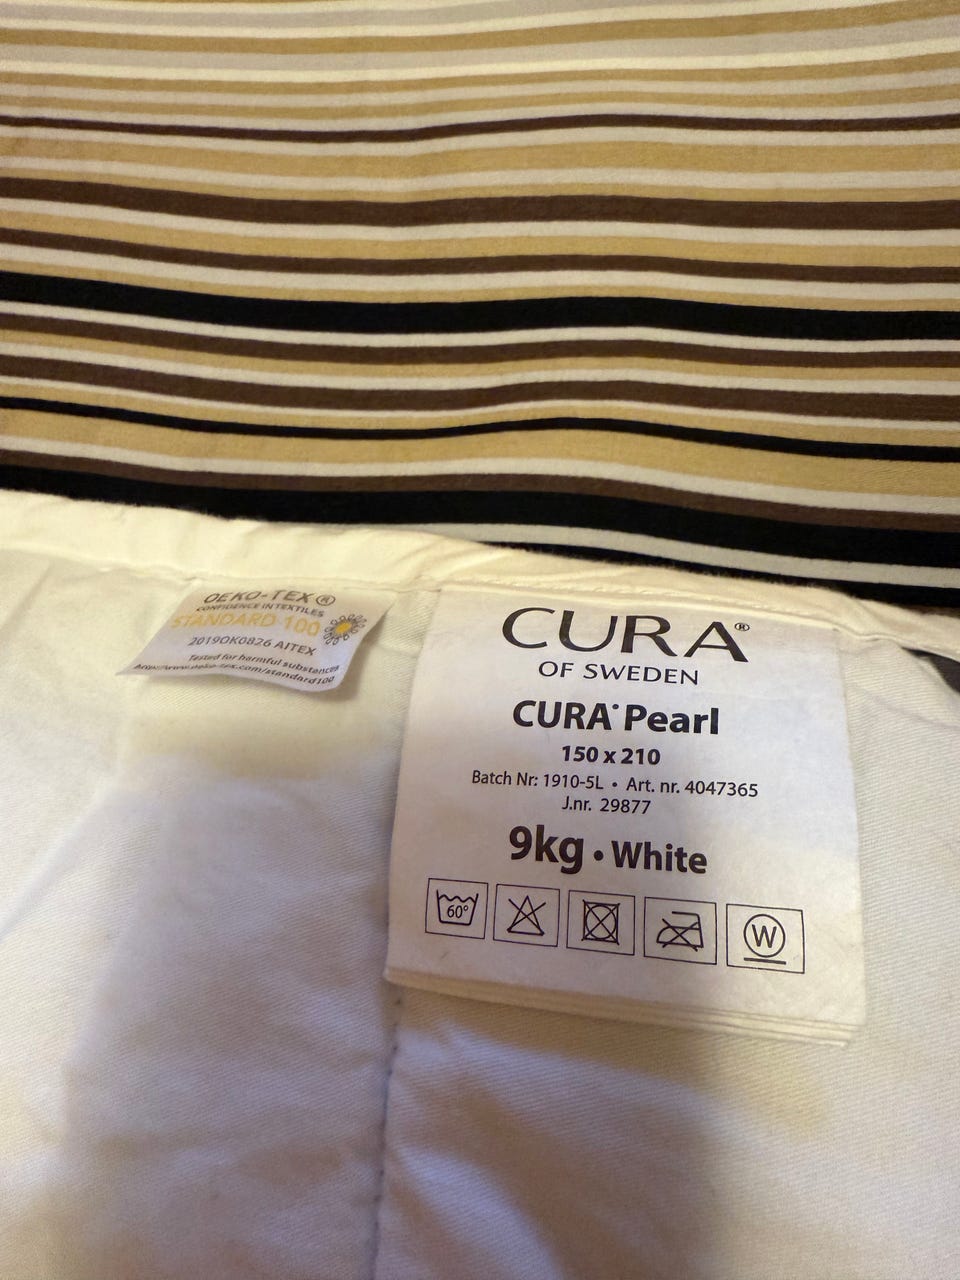 OEKO-TEX®
CONFIDENCE IN TEXTILES
STANDARD 100
2019OK0826 AITEX
Tested for harmful substances
http://www.oeko-tex.com/standard100
CURA®
OF SWEDEN
CURA® Pearl
150 x 210
Batch Nr: 1910-5L • Art. nr. 4047365
J.nr. 29877
9kg • White
60°
W